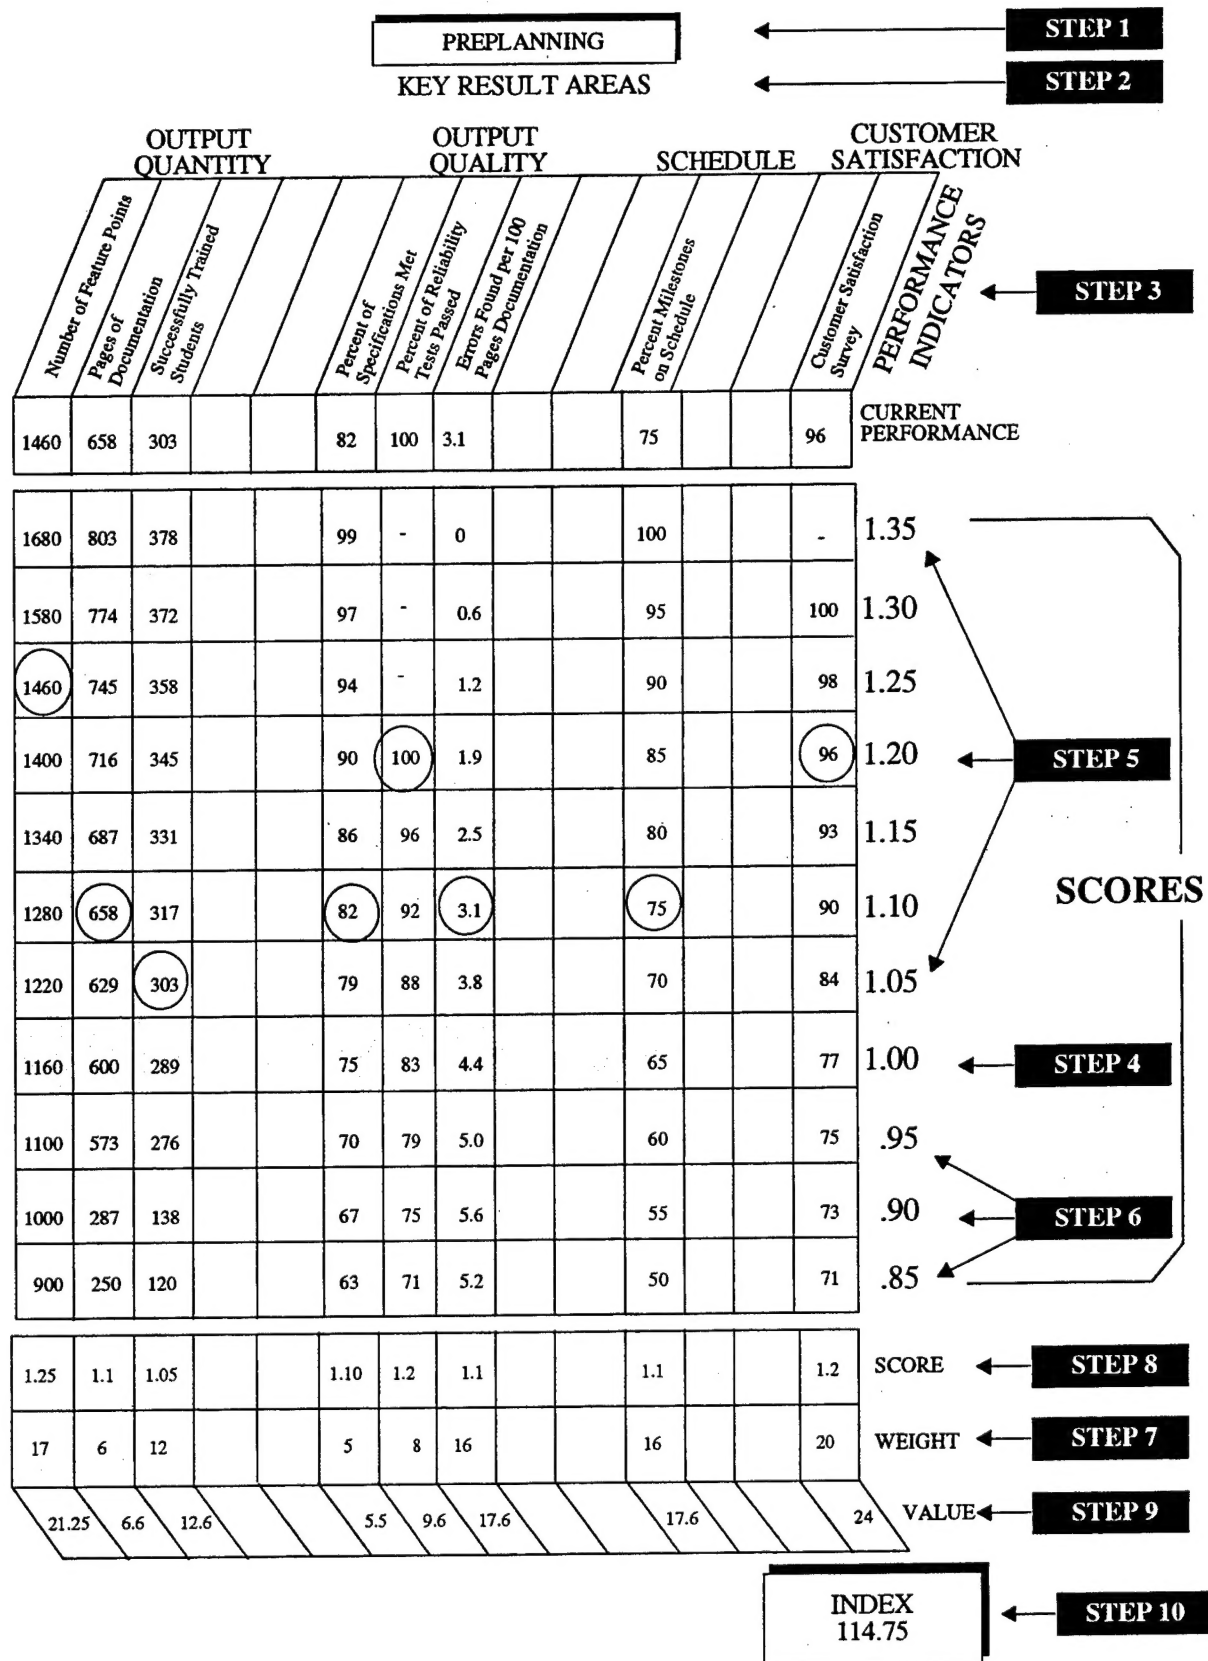 PREPLANNING
STEP 1
KEY RESULT AREAS
STEP 2
OUTPUT
QUANTITY
OUTPUT
QUALITY
SCHEDULE
CUSTOMER
SATISFACTION
Number of Feature Points
Pages of
Documentation
Successfully Trained
Students
Percent of
Specifications Met
Percent of Reliability
Tests Passed
Errors Found per 100
Pages Documentation
Percent Milestones
on Schedule
Customer Satisfaction
Survey
PERFORMANCE
INDICATORS
STEP 3
1460 658 303 82 100 3.1 75 96
CURRENT
PERFORMANCE
1680 803 378 99 - 0 100 - 1.35
1580 774 372 97 - 0.6 95 100 1.30
1460 745 358 94 - 1.2 90 98 1.25
1400 716 345 90 100 1.9 85 96 1.20 STEP 5
1340 687 331 86 96 2.5 80 93 1.15
1280 658 317 82 92 3.1 75 90 1.10
SCORES
1220 629 303 79 88 3.8 70 84 1.05
1160 600 289 75 83 4.4 65 77 1.00 STEP 4
1100 573 276 70 79 5.0 60 75 .95
1000 287 138 67 75 5.6 55 73 .90 STEP 6
900 250 120 63 71 5.2 50 71 .85
1.25 1.1 1.05 1.10 1.2 1.1 1.1 1.2 SCORE STEP 8
17 6 12 5 8 16 16 20 WEIGHT STEP 7
21.25 6.6 12.6 5.5 9.6 17.6 17.6 24 VALUE STEP 9
INDEX
114.75
STEP 10